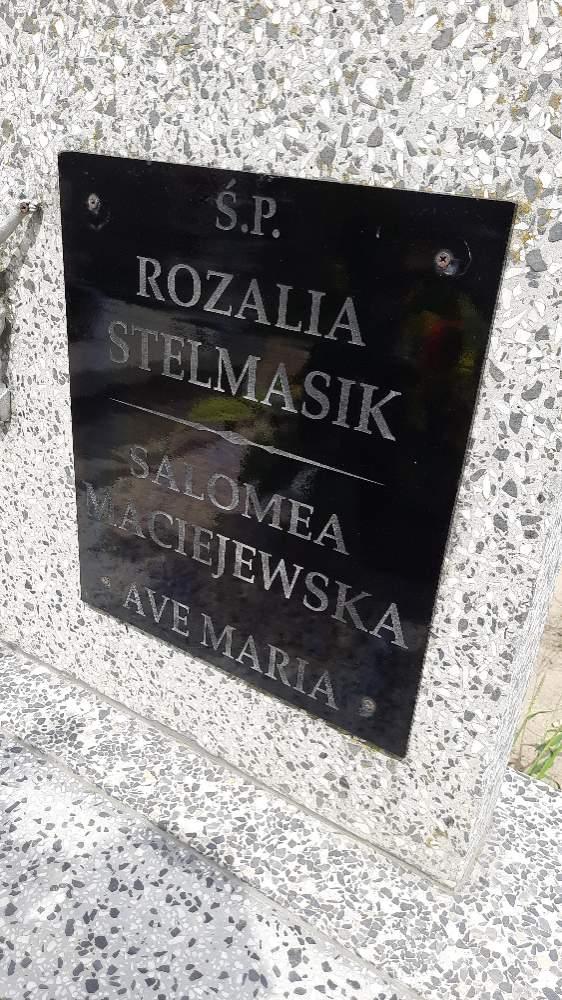 Ś.P.
ROZALIA
STELMASIK
SALOMEA
MACIEJEWSKA
AVE MARIA